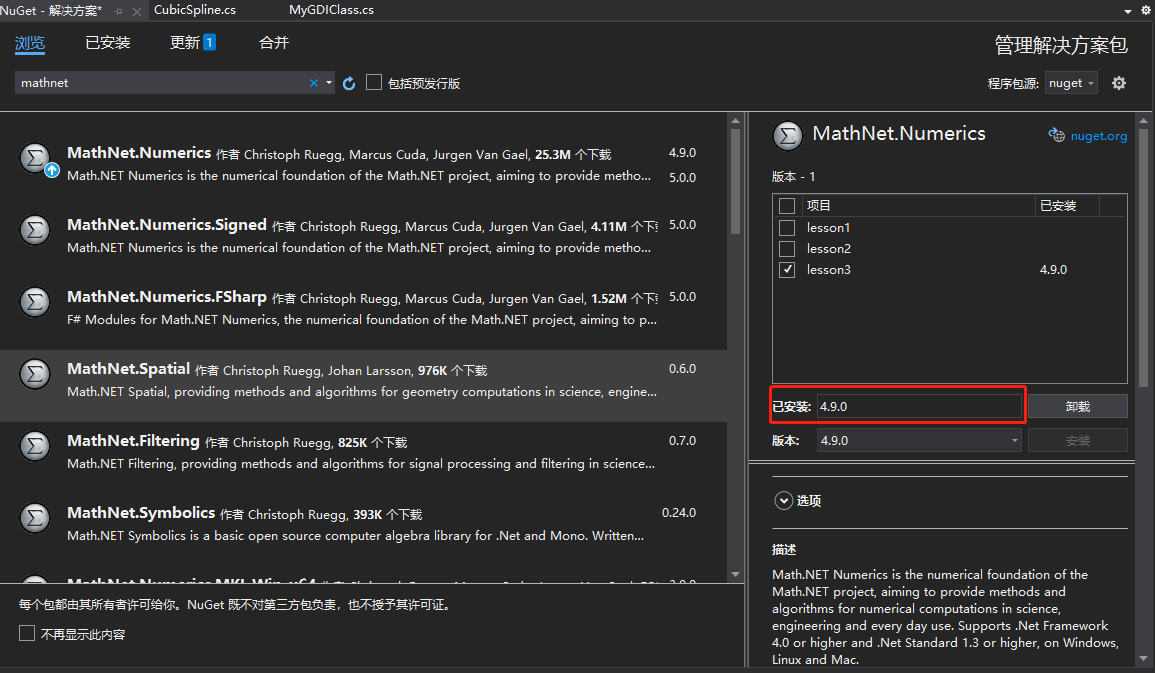 NuGet - 解决方案*
CubicSpline.cs
MyGDIClass.cs
浏览
已安装
更新 1
合并
管理解决方案包
mathnet
包括预发行版
程序包源: nuget
MathNet.Numerics 作者 Christoph Ruegg, Marcus Cuda, Jurgen Van Gael, 25.3M 个下载
4.9.0
Math.NET Numerics is the numerical foundation of the Math.NET project, aiming to provide metho...
5.0.0
MathNet.Numerics.Signed 作者 Christoph Ruegg, Marcus Cuda, Jurgen Van Gael, 4.11M 个下
5.0.0
Math.NET Numerics is the numerical foundation of the Math.NET project, aiming to provide metho...
MathNet.Numerics.FSharp 作者 Christoph Ruegg, Marcus Cuda, Jurgen Van Gael, 1.52M 个下
5.0.0
F# Modules for Math.NET Numerics, the numerical foundation of the Math.NET project, aiming to p...
MathNet.Spatial 作者 Christoph Ruegg, Johan Larsson, 976K 个下载
0.6.0
Math.NET Spatial, providing methods and algorithms for geometry computations in science, engine...
MathNet.Filtering 作者 Christoph Ruegg, 825K 个下载
0.7.0
Math.NET Filtering, providing methods and algorithms for signal processing and filtering in science...
MathNet.Symbolics 作者 Christoph Ruegg, 393K 个下载
0.24.0
Math.NET Symbolics is a basic open source computer algebra library for .Net and Mono. Written...
MathNet.Numerics.MKL.Win-x64
每个包都由其所有者许可给你。NuGet 既不对第三方包负责，也不授予其许可证。
不再显示此内容
MathNet.Numerics
nuget.org
版本 - 1
项目
已安装
lesson1
lesson2
lesson3
4.9.0
已安装: 4.9.0
卸载
版本: 4.9.0
安装
选项
描述
Math.NET Numerics is the numerical foundation of the
Math.NET project, aiming to provide methods and
algorithms for numerical computations in science,
engineering and every day use. Supports .Net Framework
4.0 or higher and .Net Standard 1.3 or higher, on Windows,
Linux and Mac.